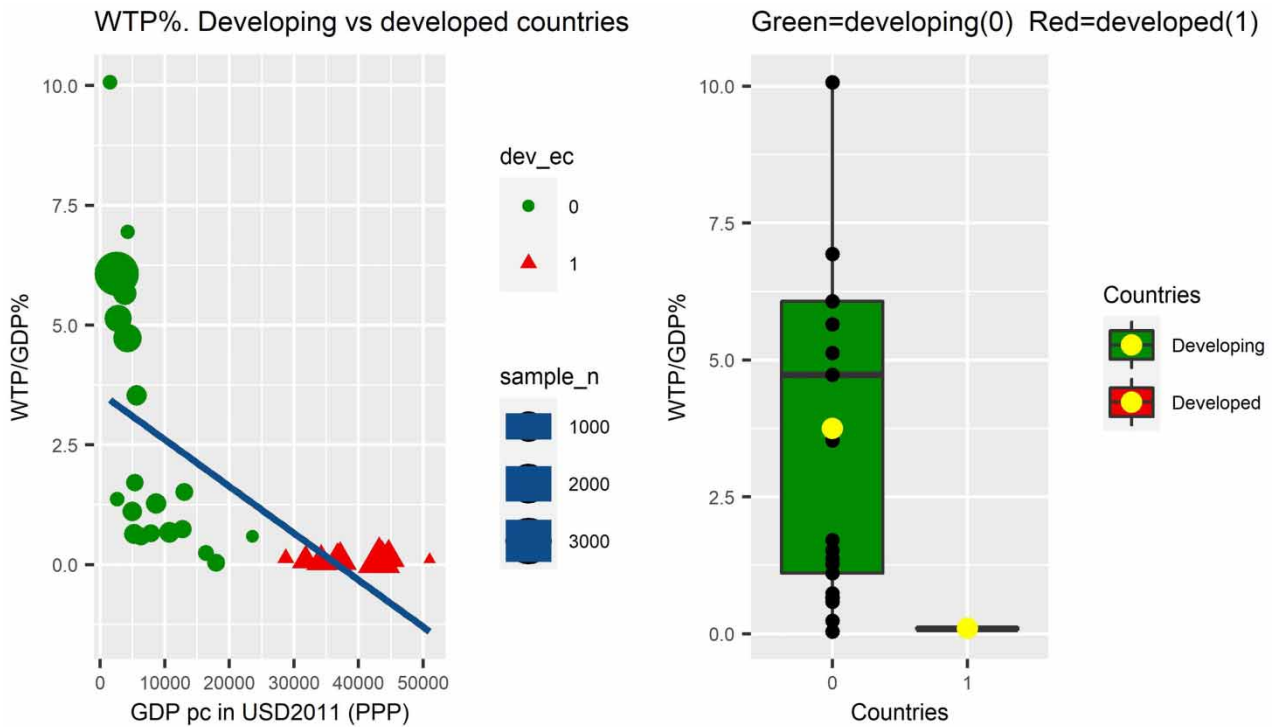 WTP%. Developing vs developed countries
WTP/GDP%
10.0
7.5
5.0
2.5
0.0
0 10000 20000 30000 40000 50000
GDP pc in USD2011 (PPP)
dev_ec
0
1
sample_n
1000
2000
3000
Green=developing(0) Red=developed(1)
WTP/GDP%
10.0
7.5
5.0
2.5
0.0
0 1
Countries
Countries
Developing
Developed